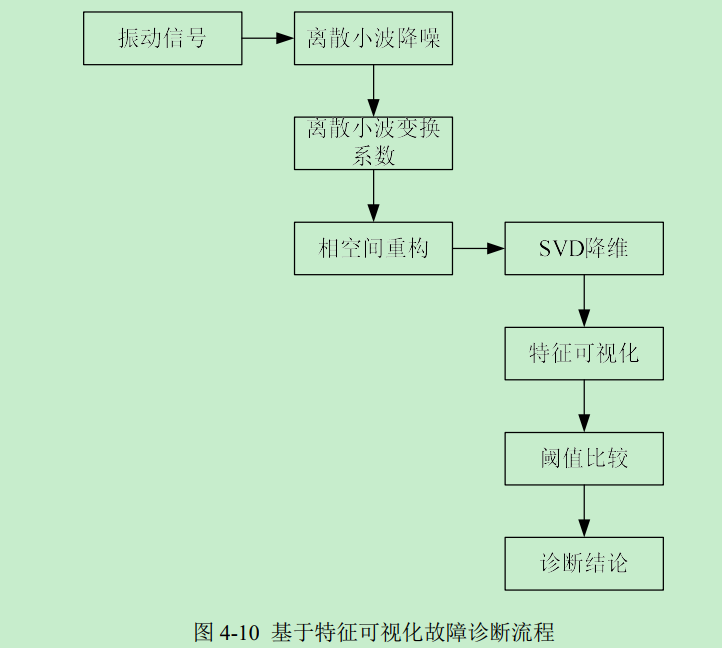 振动信号
离散小波降噪
离散小波变换
系数
相空间重构
SVD降维
特征可视化
阈值比较
诊断结论
图 4-10 基于特征可视化故障诊断流程